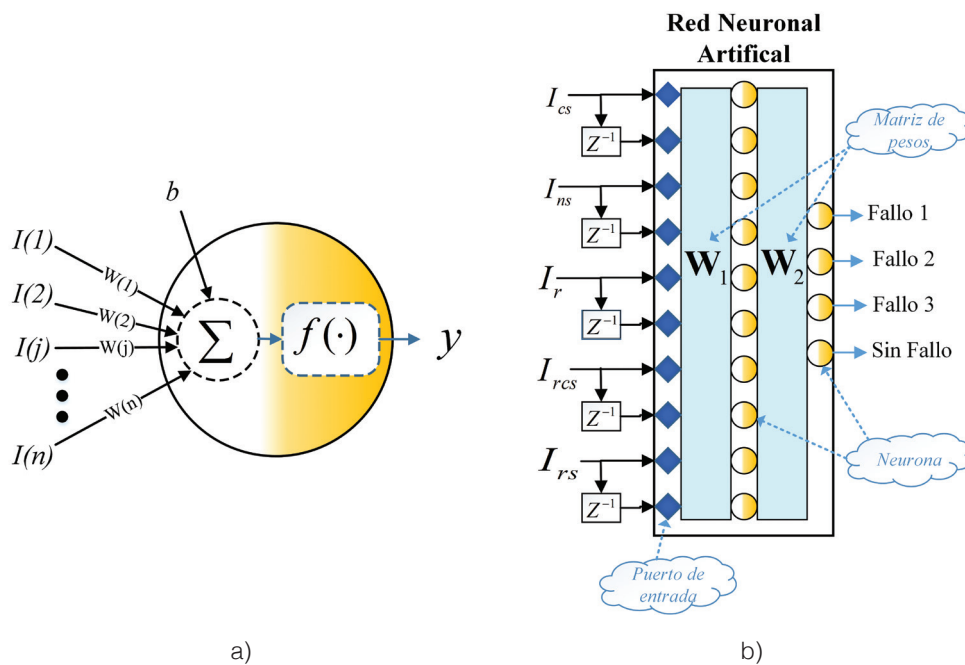 b
I(1)
W(1)
I(2)
W(2)
I(j)
W(j)
I(n)
W(n)
Σ
f(·)
y
a)
Red Neuronal
Artifical
I_cs
Z^-1
I_ns
Z^-1
I_r
Z^-1
I_rcs
Z^-1
I_rs
Z^-1
W_1
W_2
Matriz de
pesos
Fallo 1
Fallo 2
Fallo 3
Sin Fallo
Neurona
Puerto de
entrada
b)